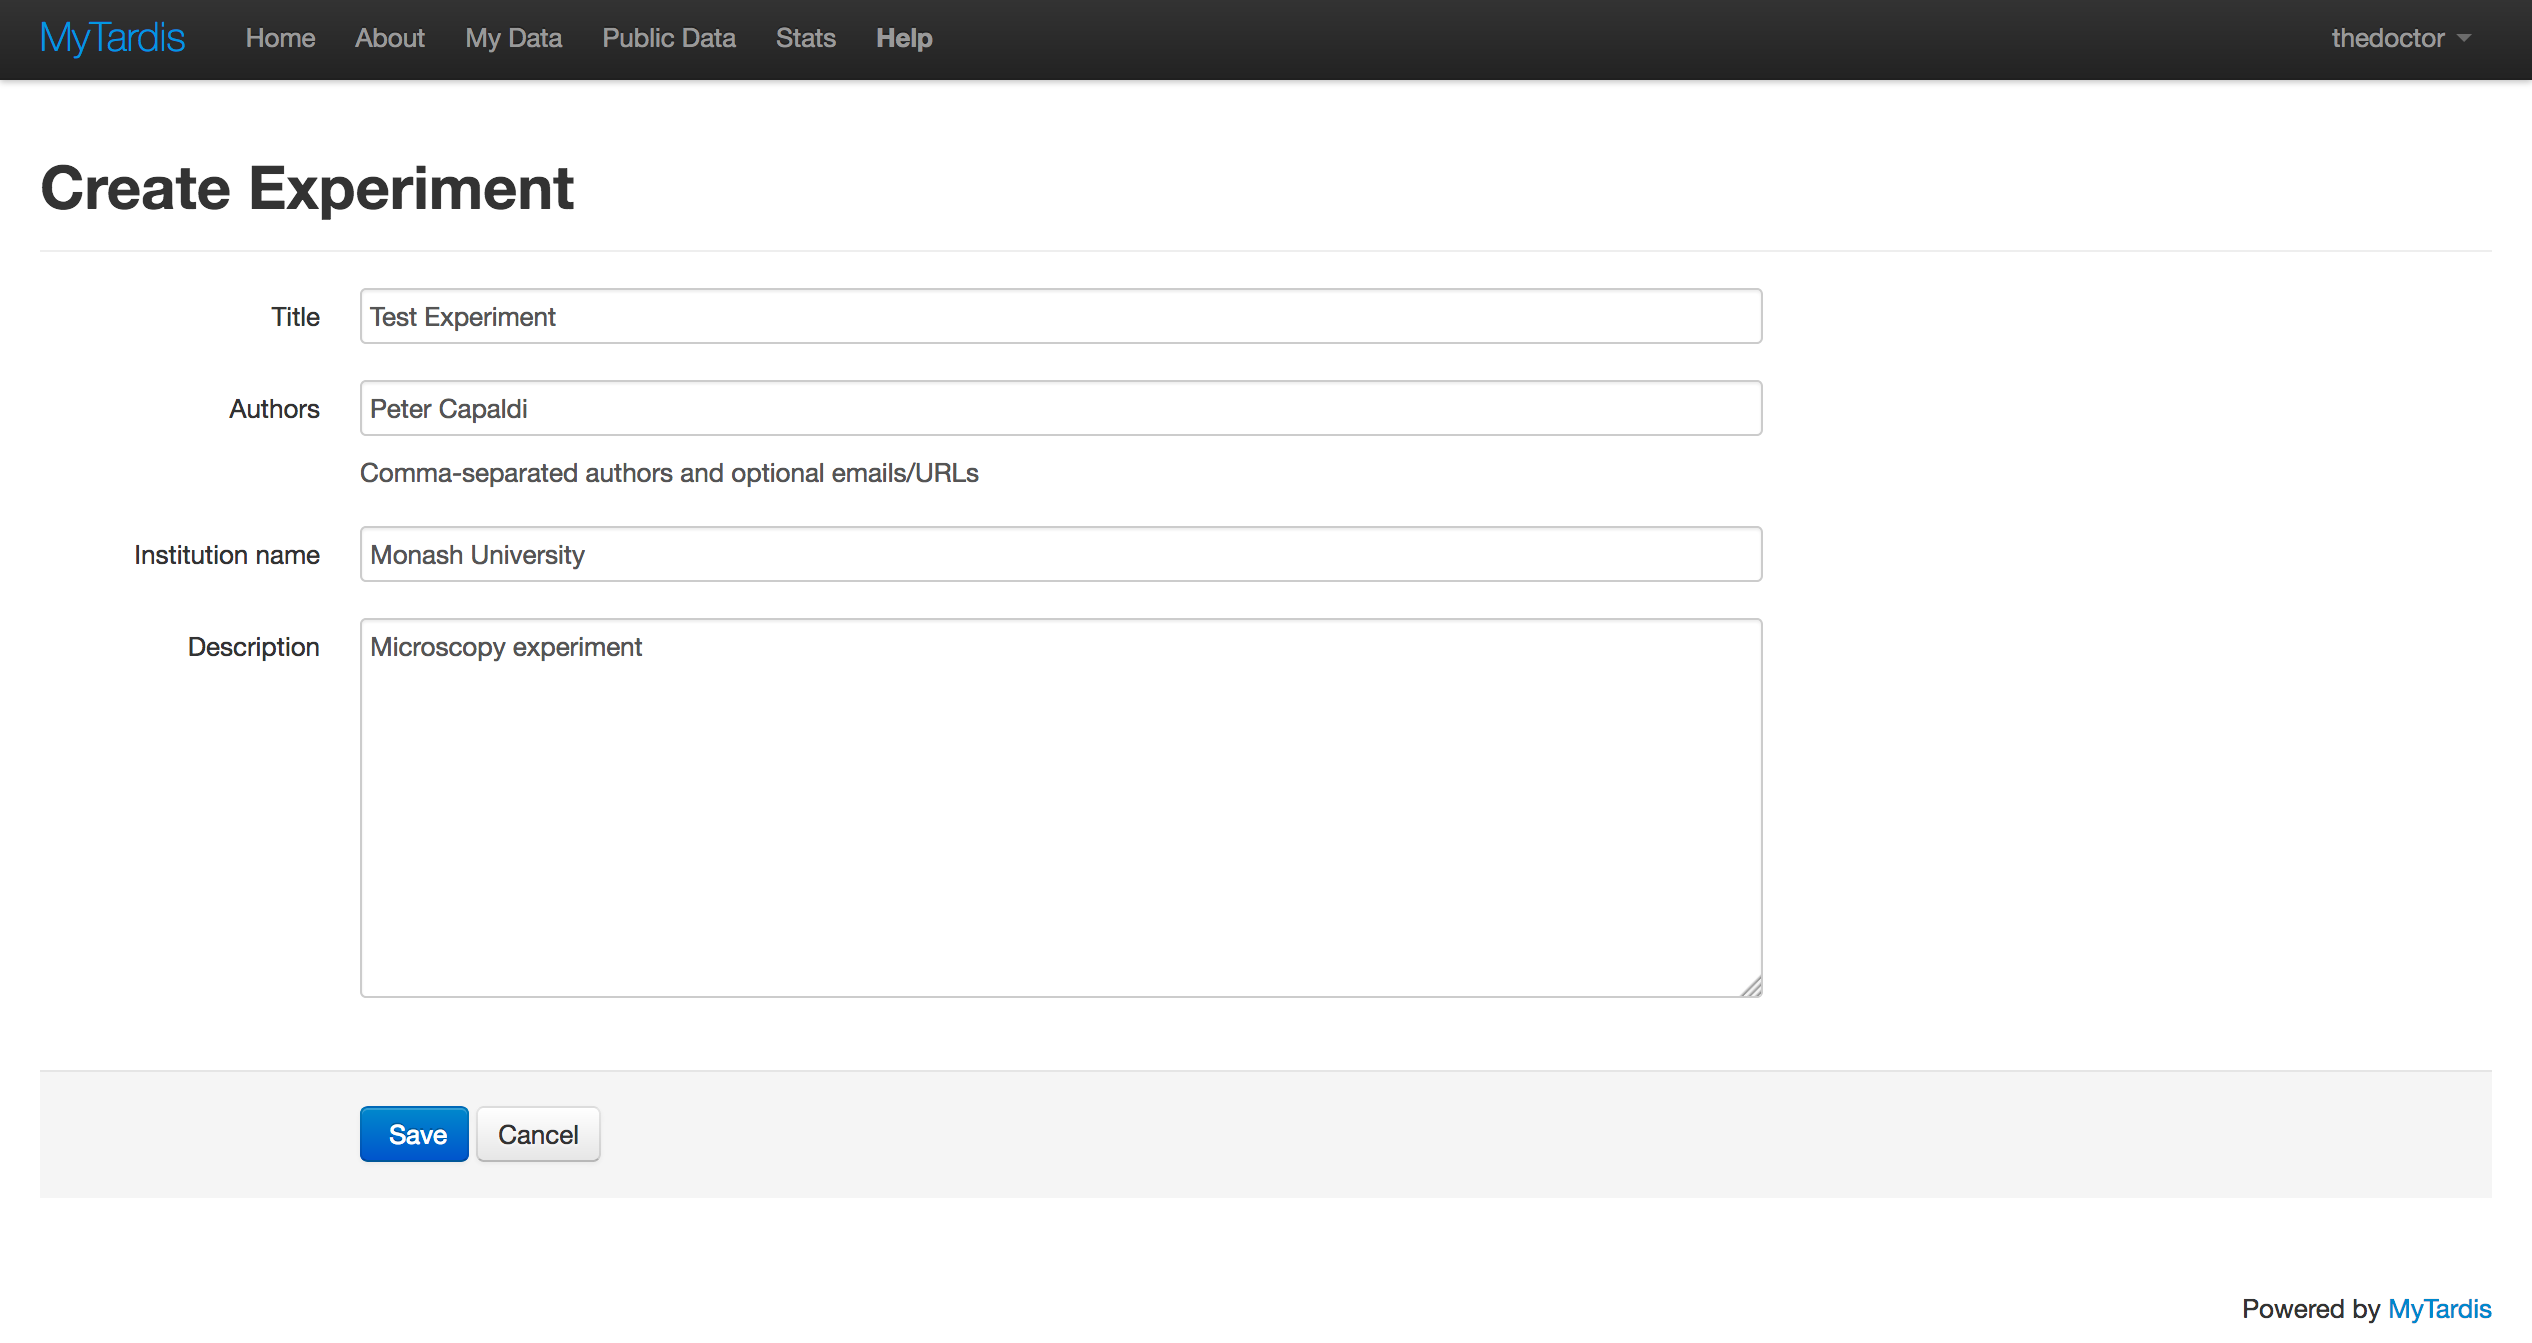 MyTardis Home About My Data Public Data Stats Help thedoctor
Create Experiment
Title Test Experiment
Authors Peter Capaldi
Comma-separated authors and optional emails/URLs
Institution name Monash University
Description Microscopy experiment
Save Cancel
Powered by MyTardis